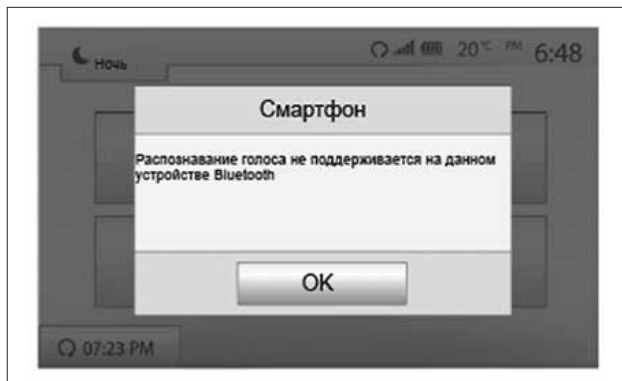 Ночь
20°C PM 6:48
Смартфон
Распознавание голоса не поддерживается на данном
устройстве Bluetooth
OK
07:23 PM